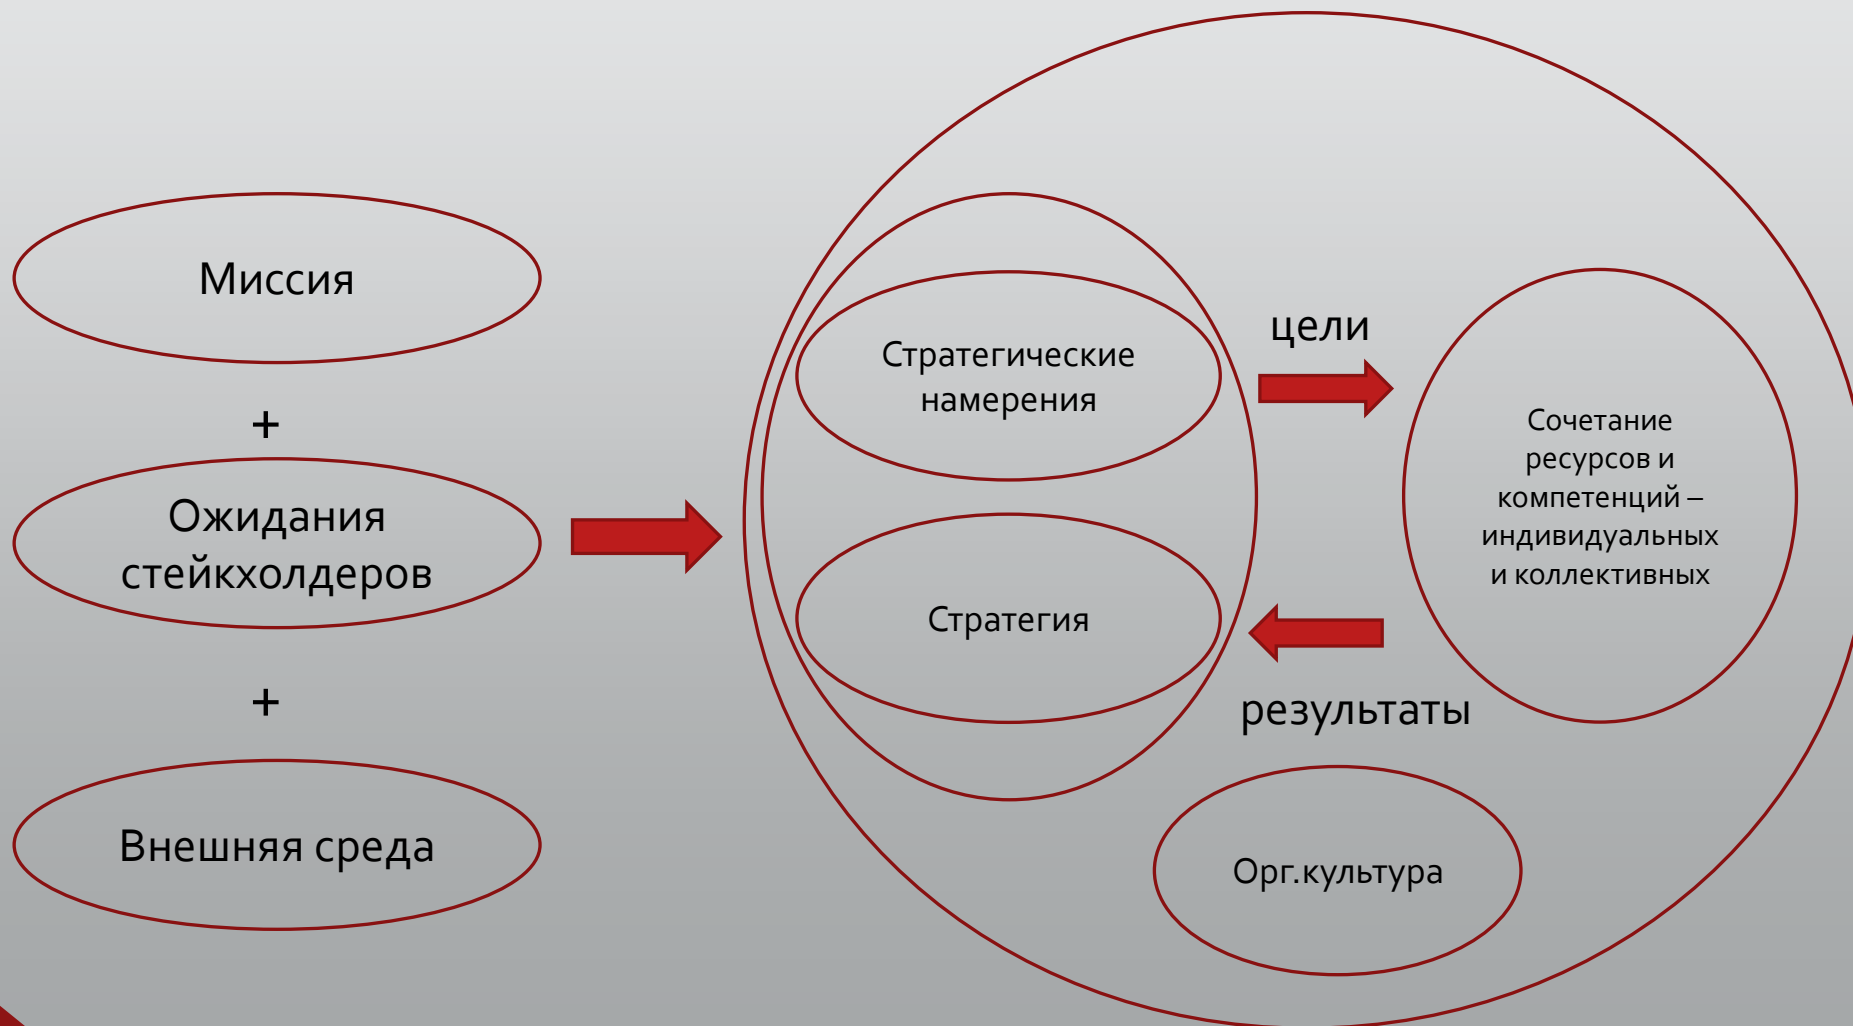 Миссия
+
Ожидания
стейкхолдеров
+
Внешняя среда
Стратегические
намерения
Стратегия
цели
результаты
Сочетание
ресурсов и
компетенций –
индивидуальных
и коллективных
Орг.культура